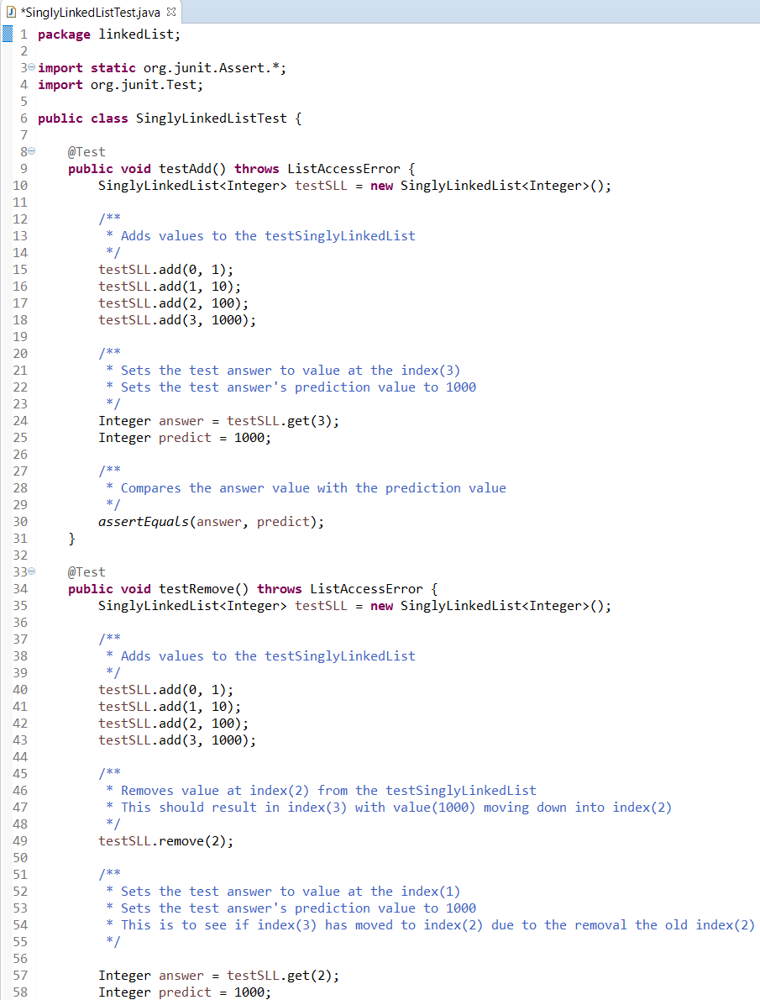 *SinglyLinkedListTest.java
1 package linkedList;
2
3 import static org.junit.Assert.*;
4 import org.junit.Test;
5
6 public class SinglyLinkedListTest {
7
8 @Test
9 public void testAdd() throws ListAccessError {
10 SinglyLinkedList<Integer> testSLL = new SinglyLinkedList<Integer>();
11
12 /**
13 * Adds values to the testSinglyLinkedList
14 */
15 testSLL.add(0, 1);
16 testSLL.add(1, 10);
17 testSLL.add(2, 100);
18 testSLL.add(3, 1000);
19
20 /**
21 * Sets the test answer to value at the index(3)
22 * Sets the test answer's prediction value to 1000
23 */
24 Integer answer = testSLL.get(3);
25 Integer predict = 1000;
26
27 /**
28 * Compares the answer value with the prediction value
29 */
30 assertEquals(answer, predict);
31 }
32
33 @Test
34 public void testRemove() throws ListAccessError {
35 SinglyLinkedList<Integer> testSLL = new SinglyLinkedList<Integer>();
36
37 /**
38 * Adds values to the testSinglyLinkedList
39 */
40 testSLL.add(0, 1);
41 testSLL.add(1, 10);
42 testSLL.add(2, 100);
43 testSLL.add(3, 1000);
44
45 /**
46 * Removes value at index(2) from the testSinglyLinkedList
47 * This should result in index(3) with value(1000) moving down into index(2)
48 */
49 testSLL.remove(2);
50
51 /**
52 * Sets the test answer to value at the index(1)
53 * Sets the test answer's prediction value to 1000
54 * This is to see if index(3) has moved to index(2) due to the removal the old index(2)
55 */
56
57 Integer answer = testSLL.get(2);
58 Integer predict = 1000;